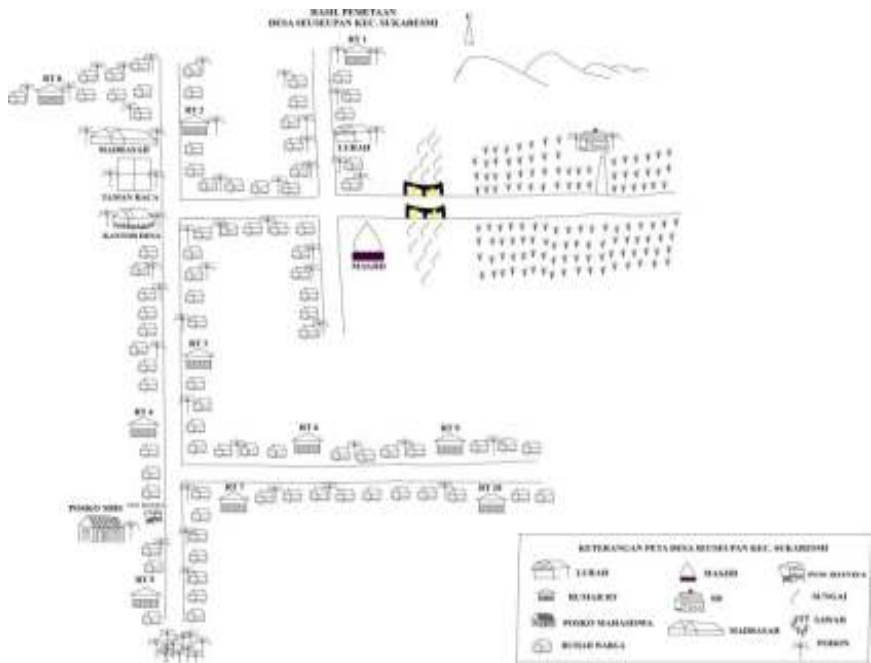 HASIL PEMETAAN
DESA SEUSEUPAN KEC. SUKARESMI
RT 1
RT 8
RT 2
MADRASAH
LURAH
TAMAN BACA
KANTOR DESA
MASJID
RT 3
RT 4
RT 6
RT 9
RT 7
RT 10
POSKO
RT 5
KETERANGAN PETA DESA SEUSEUPAN KEC. SUKARESMI
LURAH
MASJID
RUMAH RT
SD
SUNGAI
POSKO MAHASISWA
MADRASAH
SAWAH
RUMAH WARGA
POHON